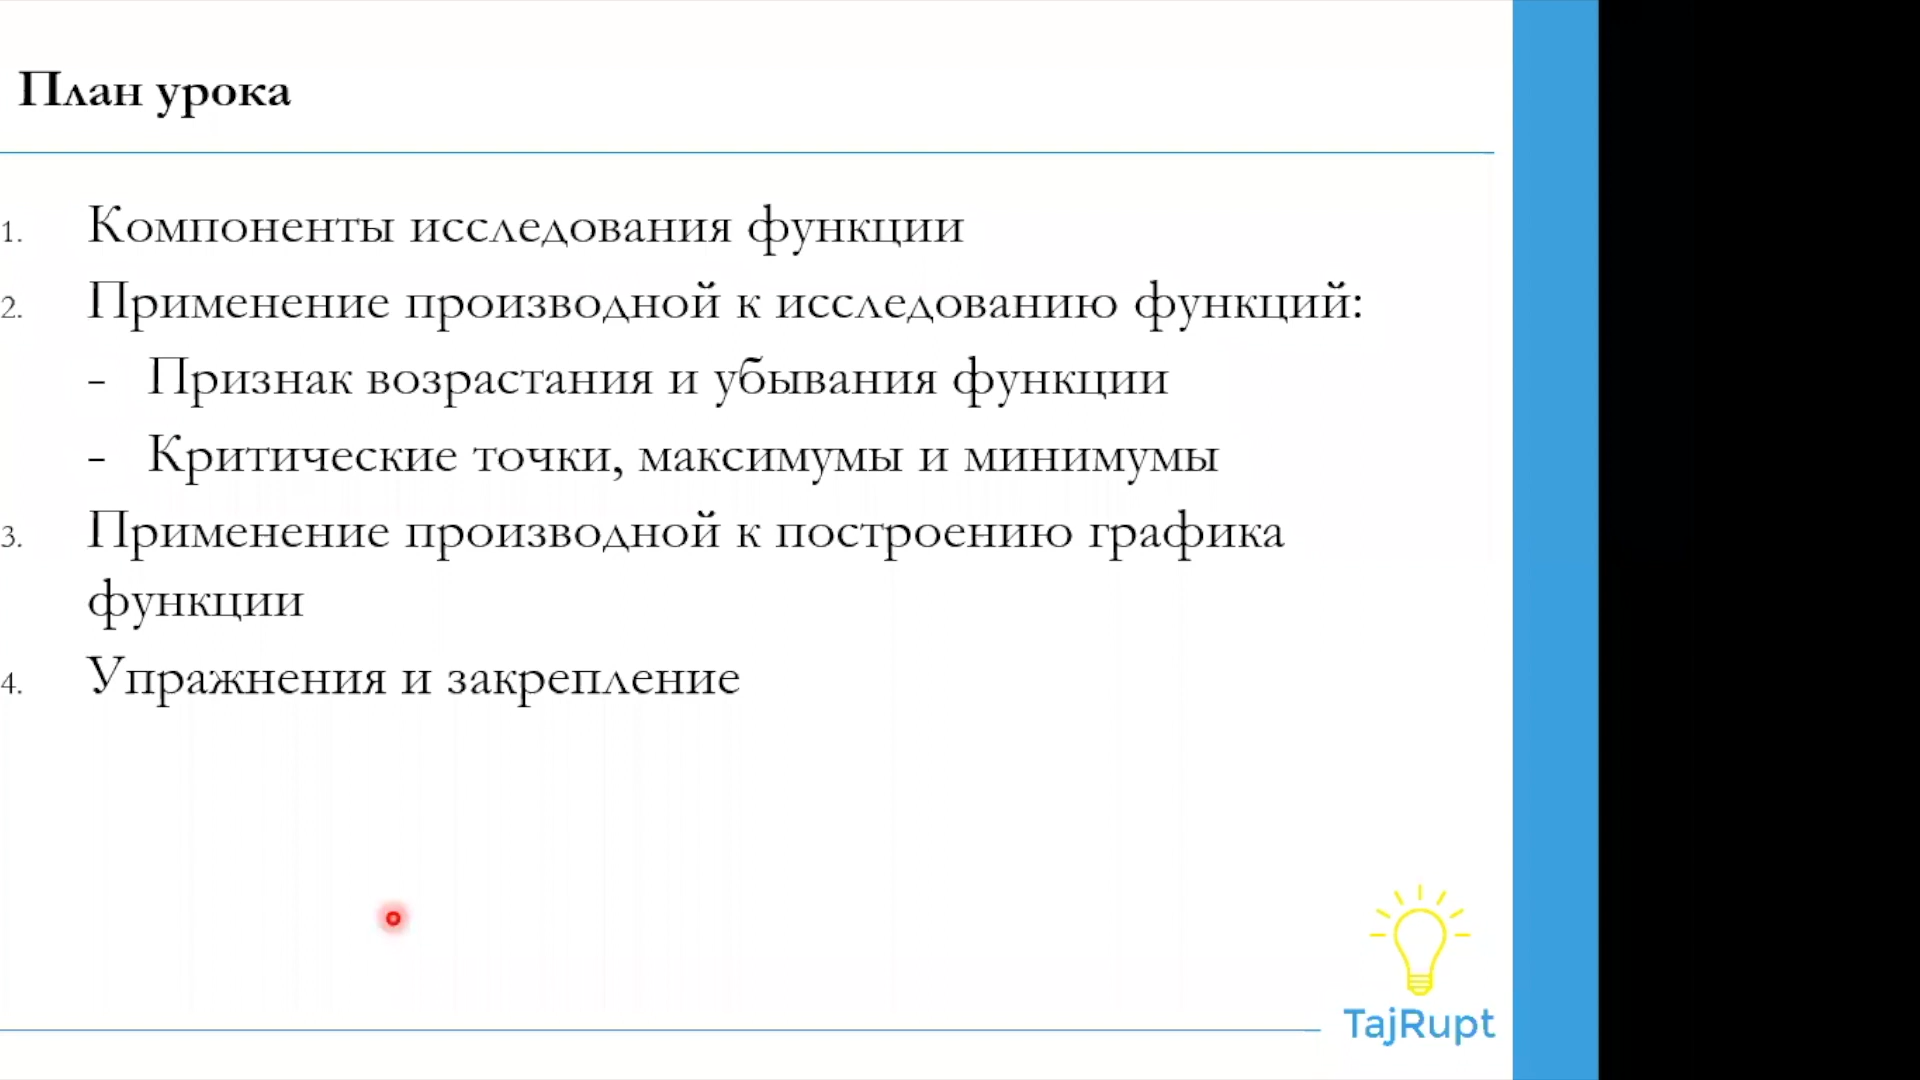 План урока
1. Компоненты исследования функции
2. Применение производной к исследованию функций:
- Признак возрастания и убывания функции
- Критические точки, максимумы и минимумы
3. Применение производной к построению графика
функции
4. Упражнения и закрепление
TajRupt